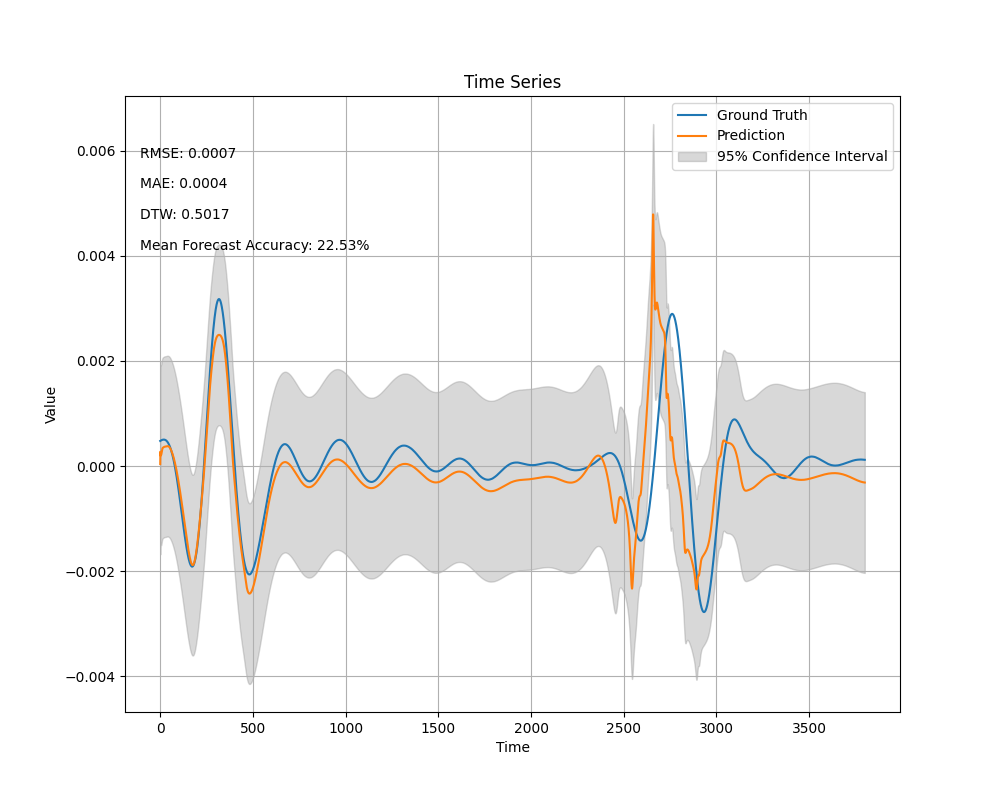 Time Series
Ground Truth
Prediction
95% Confidence Interval
RMSE: 0.0007
MAE: 0.0004
DTW: 0.5017
Mean Forecast Accuracy: 22.53%
0.006
0.004
0.002
0.000
−0.002
−0.004
Value
0 500 1000 1500 2000 2500 3000 3500
Time